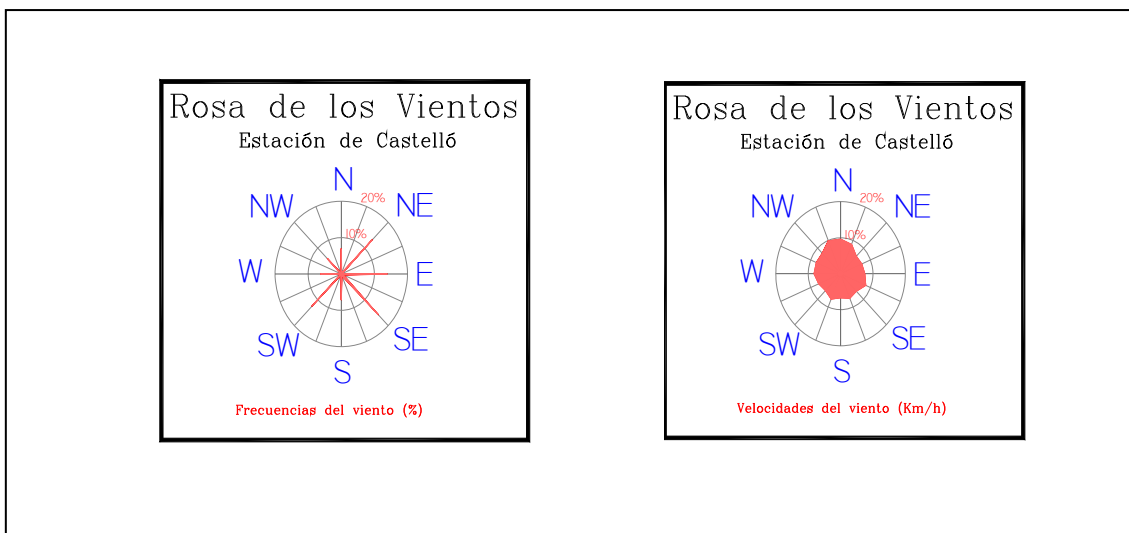 Rosa de los Vientos
Estación de Castelló
N
NW
20%
NE
10%
W
E
SW
SE
S
Frecuencias del viento (%)
Rosa de los Vientos
Estación de Castelló
N
NW
20%
NE
10%
W
E
SW
SE
S
Velocidades del viento (Km/h)